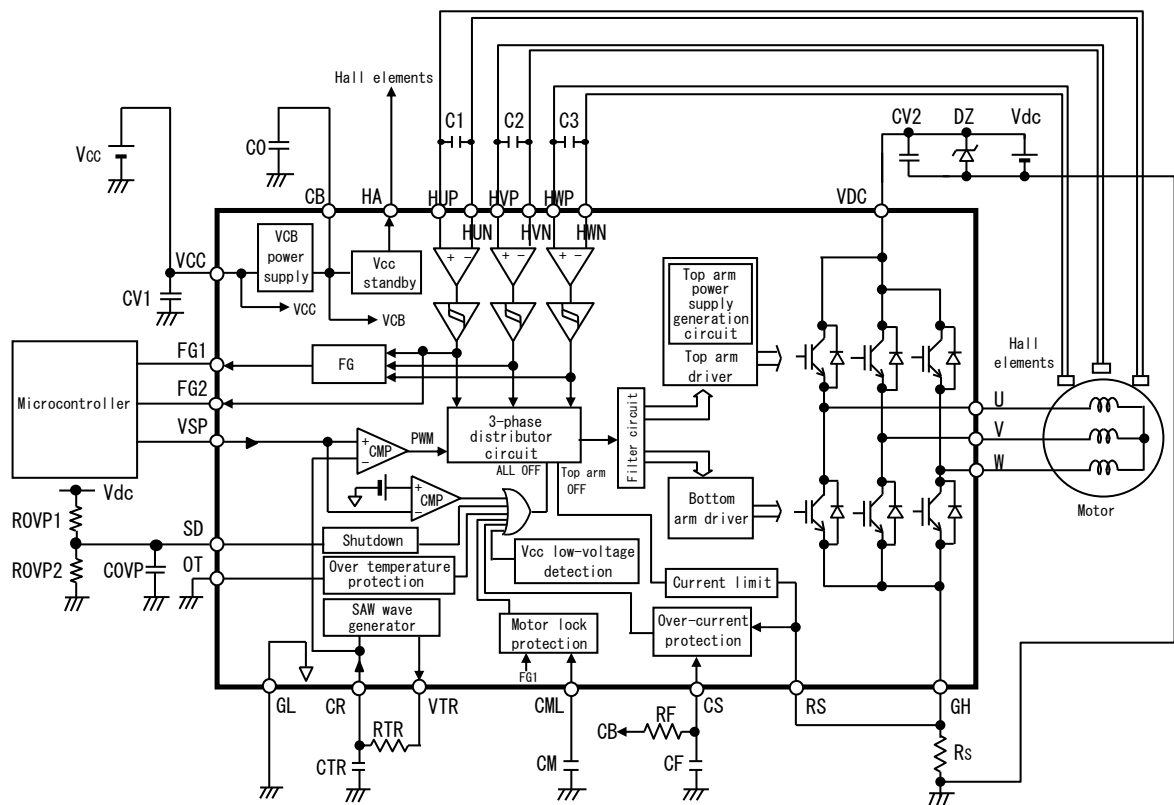 Hall elements
C1
C2
C3
CV2
DZ
Vdc
VCC
C0
CB
HA
HUP
HVP
HWP
HUN
HVN
HWN
VDC
VCC
CV1
VCB
power
supply
Vcc
standby
VCC
VCB
+ −
+ −
+ −
Top arm
power
supply
generation
circuit
Top arm
driver
Hall
elements
FG1
FG
FG2
Microcontroller
VSP
+
−
CMP
PWM
3-phase
distributor
circuit
ALL OFF
Top arm
OFF
Filter circuit
U
V
W
Motor
Vdc
+
−
CMP
Bottom
arm driver
ROVP1
SD
Shutdown
Vcc low-voltage
detection
ROVP2
COVP
OT
Over temperature
protection
Current limit
SAW wave
generator
Motor lock
protection
Over-current
protection
FG1
GL
CR
VTR
CML
CS
RS
GH
RTR
CTR
CM
CB
RF
CF
RS